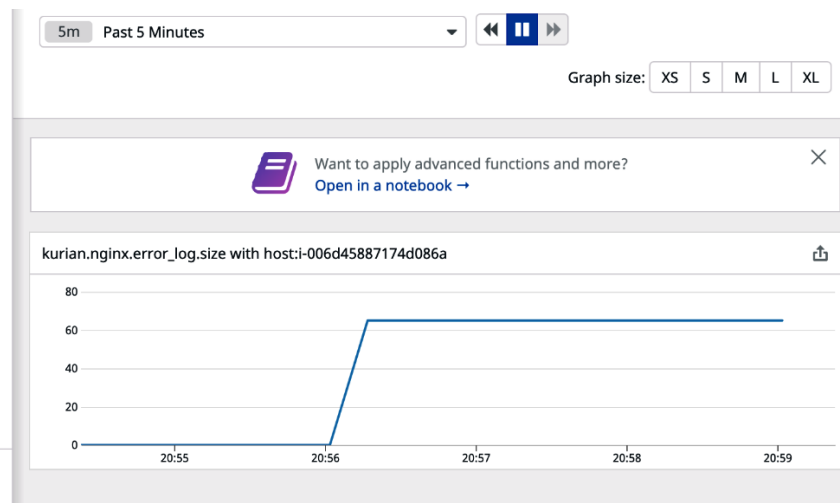 5m Past 5 Minutes
Graph size: XS S M L XL
Want to apply advanced functions and more?
Open in a notebook →
kurian.nginx.error_log.size with host:i-006d45887174d086a
80
60
40
20
0
20:55 20:56 20:57 20:58 20:59